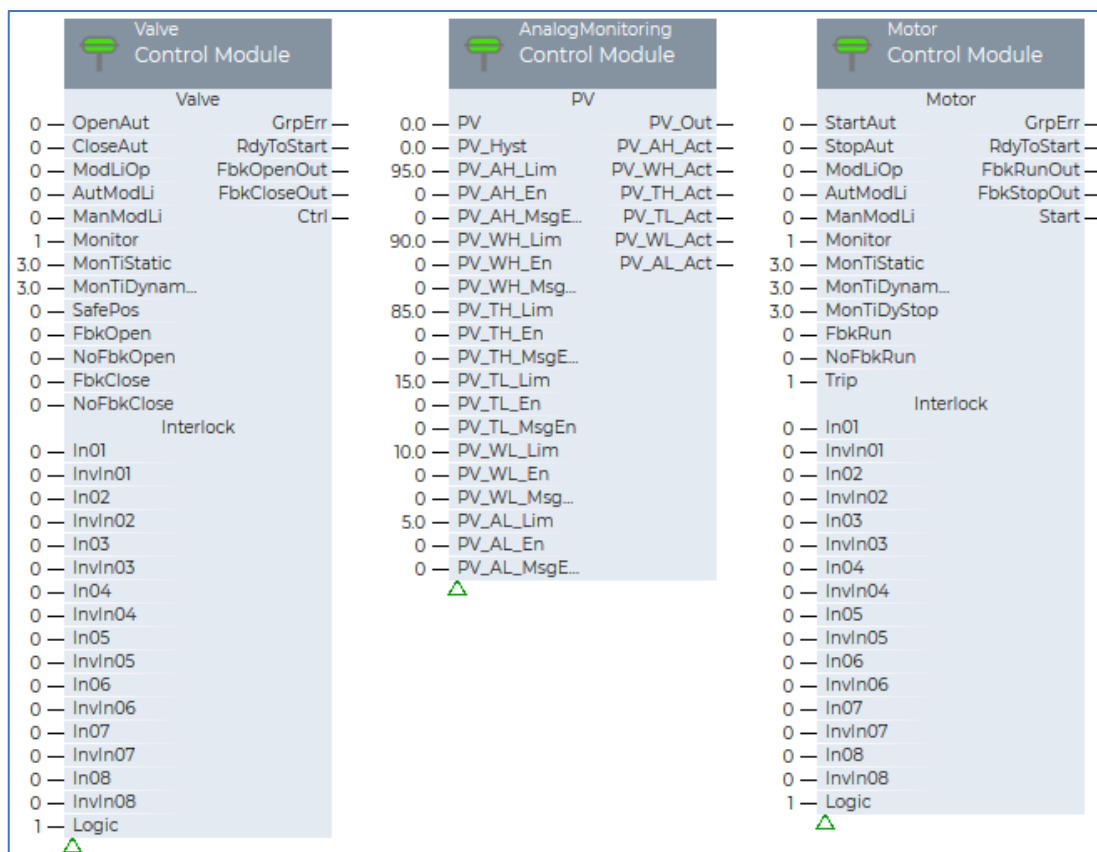 Valve
Control Module
Valve
0 OpenAut GrpErr
0 CloseAut RdyToStart
0 ModLiOp FbkOpenOut
0 AutModLi FbkCloseOut
0 ManModLi Ctrl
1 Monitor
3.0 MonTiStatic
3.0 MonTiDynam...
0 SafePos
0 FbkOpen
0 NoFbkOpen
0 FbkClose
0 NoFbkClose
Interlock
0 In01
0 InvIn01
0 In02
0 InvIn02
0 In03
0 InvIn03
0 In04
0 InvIn04
0 In05
0 InvIn05
0 In06
0 InvIn06
0 In07
0 InvIn07
0 In08
0 InvIn08
1 Logic
AnalogMonitoring
Control Module
PV
0.0 PV PV_Out
0.0 PV_Hyst PV_AH_Act
95.0 PV_AH_Lim PV_WH_Act
0 PV_AH_En PV_TH_Act
0 PV_AH_MsgE... PV_TL_Act
90.0 PV_WH_Lim PV_WL_Act
0 PV_WH_En PV_AL_Act
0 PV_WH_Msg...
85.0 PV_TH_Lim
0 PV_TH_En
0 PV_TH_MsgE...
15.0 PV_TL_Lim
0 PV_TL_En
0 PV_TL_MsgEn
10.0 PV_WL_Lim
0 PV_WL_En
0 PV_WL_Msg...
5.0 PV_AL_Lim
0 PV_AL_En
0 PV_AL_MsgE...
Motor
Control Module
Motor
0 StartAut GrpErr
0 StopAut RdyToStart
0 ModLiOp FbkRunOut
0 AutModLi FbkStopOut
0 ManModLi Start
1 Monitor
3.0 MonTiStatic
3.0 MonTiDynam...
3.0 MonTiDyStop
0 FbkRun
0 NoFbkRun
1 Trip
Interlock
0 In01
0 InvIn01
0 In02
0 InvIn02
0 In03
0 InvIn03
0 In04
0 InvIn04
0 In05
0 InvIn05
0 In06
0 InvIn06
0 In07
0 InvIn07
0 In08
0 InvIn08
1 Logic